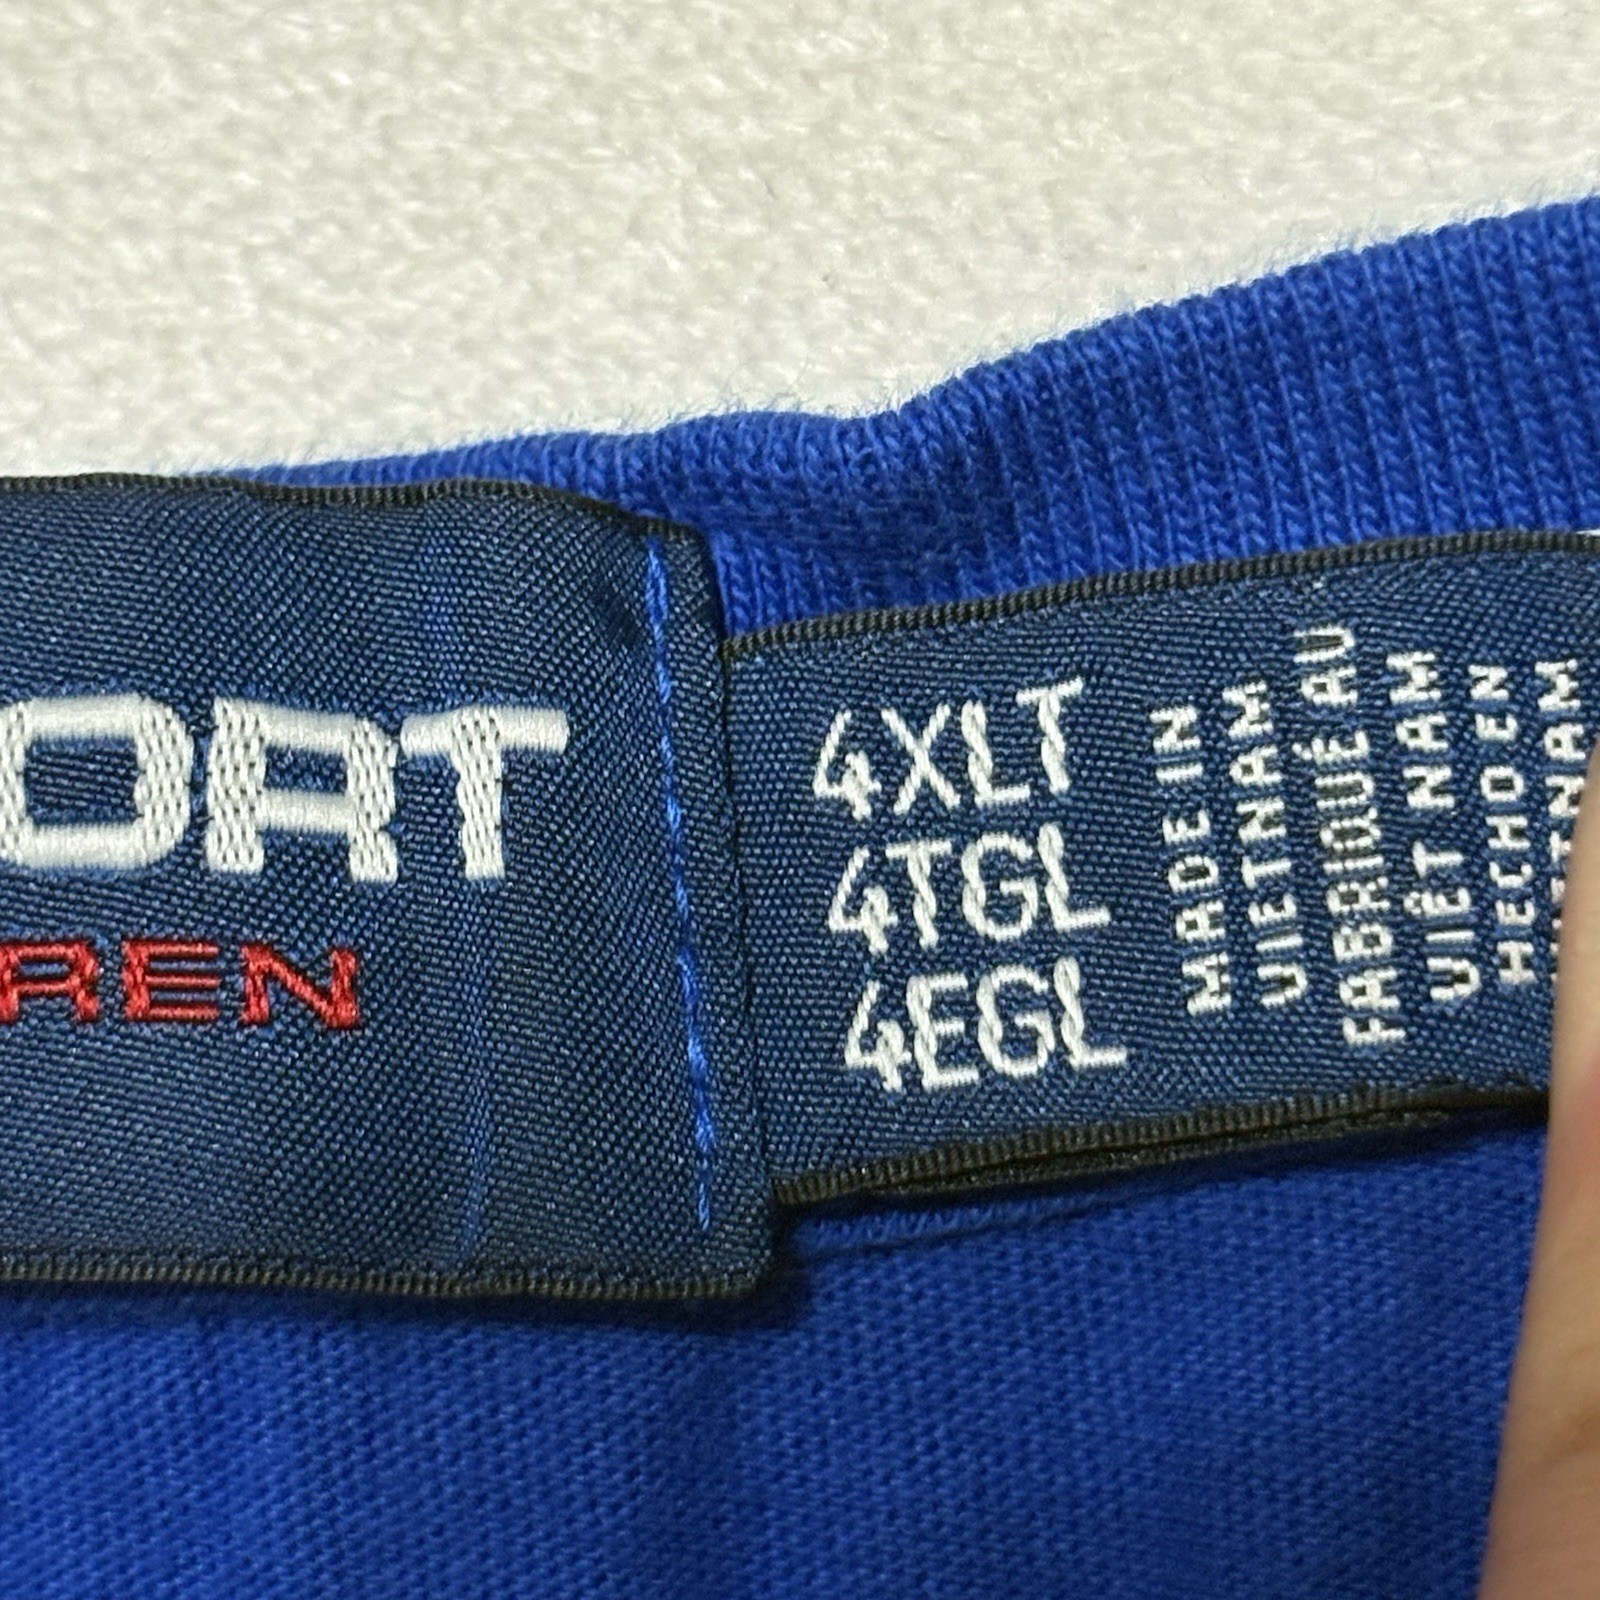 ORT
REN
4XLT
4TGL
4EGL
MADE IN
VIETNAM
FABRIQUÉ AU
VIÊT NAM
HECHO EN